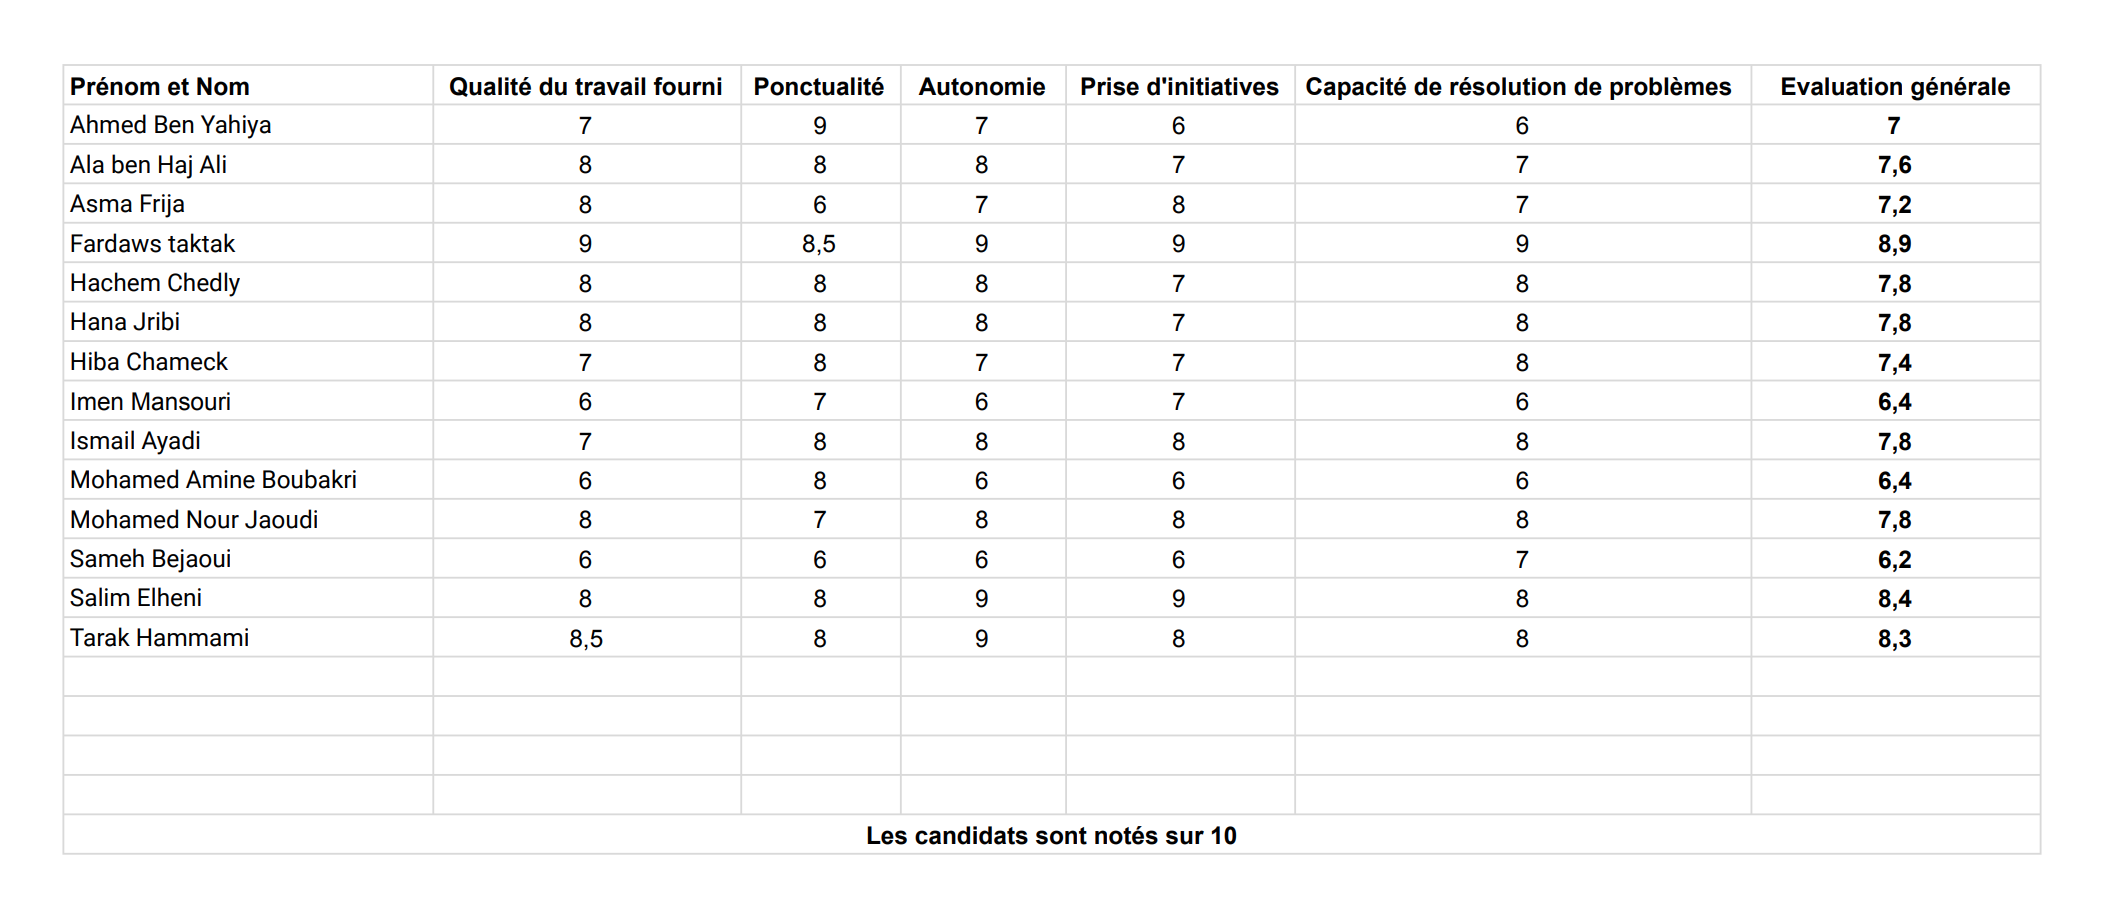 Prénom et Nom Qualité du travail fourni Ponctualité Autonomie Prise d'initiatives Capacité de résolution de problèmes Evaluation générale
Ahmed Ben Yahiya 7 9 7 6 6 7
Ala ben Haj Ali 8 8 8 7 7 7,6
Asma Frija 8 6 7 8 7 7,2
Fardaws taktak 9 8,5 9 9 9 8,9
Hachem Chedly 8 8 8 7 8 7,8
Hana Jribi 8 8 8 7 8 7,8
Hiba Chameck 7 8 7 7 8 7,4
Imen Mansouri 6 7 6 7 6 6,4
Ismail Ayadi 7 8 8 8 8 7,8
Mohamed Amine Boubakri 6 8 6 6 6 6,4
Mohamed Nour Jaoudi 8 7 8 8 8 7,8
Sameh Bejaoui 6 6 6 6 7 6,2
Salim Elheni 8 8 9 9 8 8,4
Tarak Hammami 8,5 8 9 8 8 8,3
Les candidats sont notés sur 10